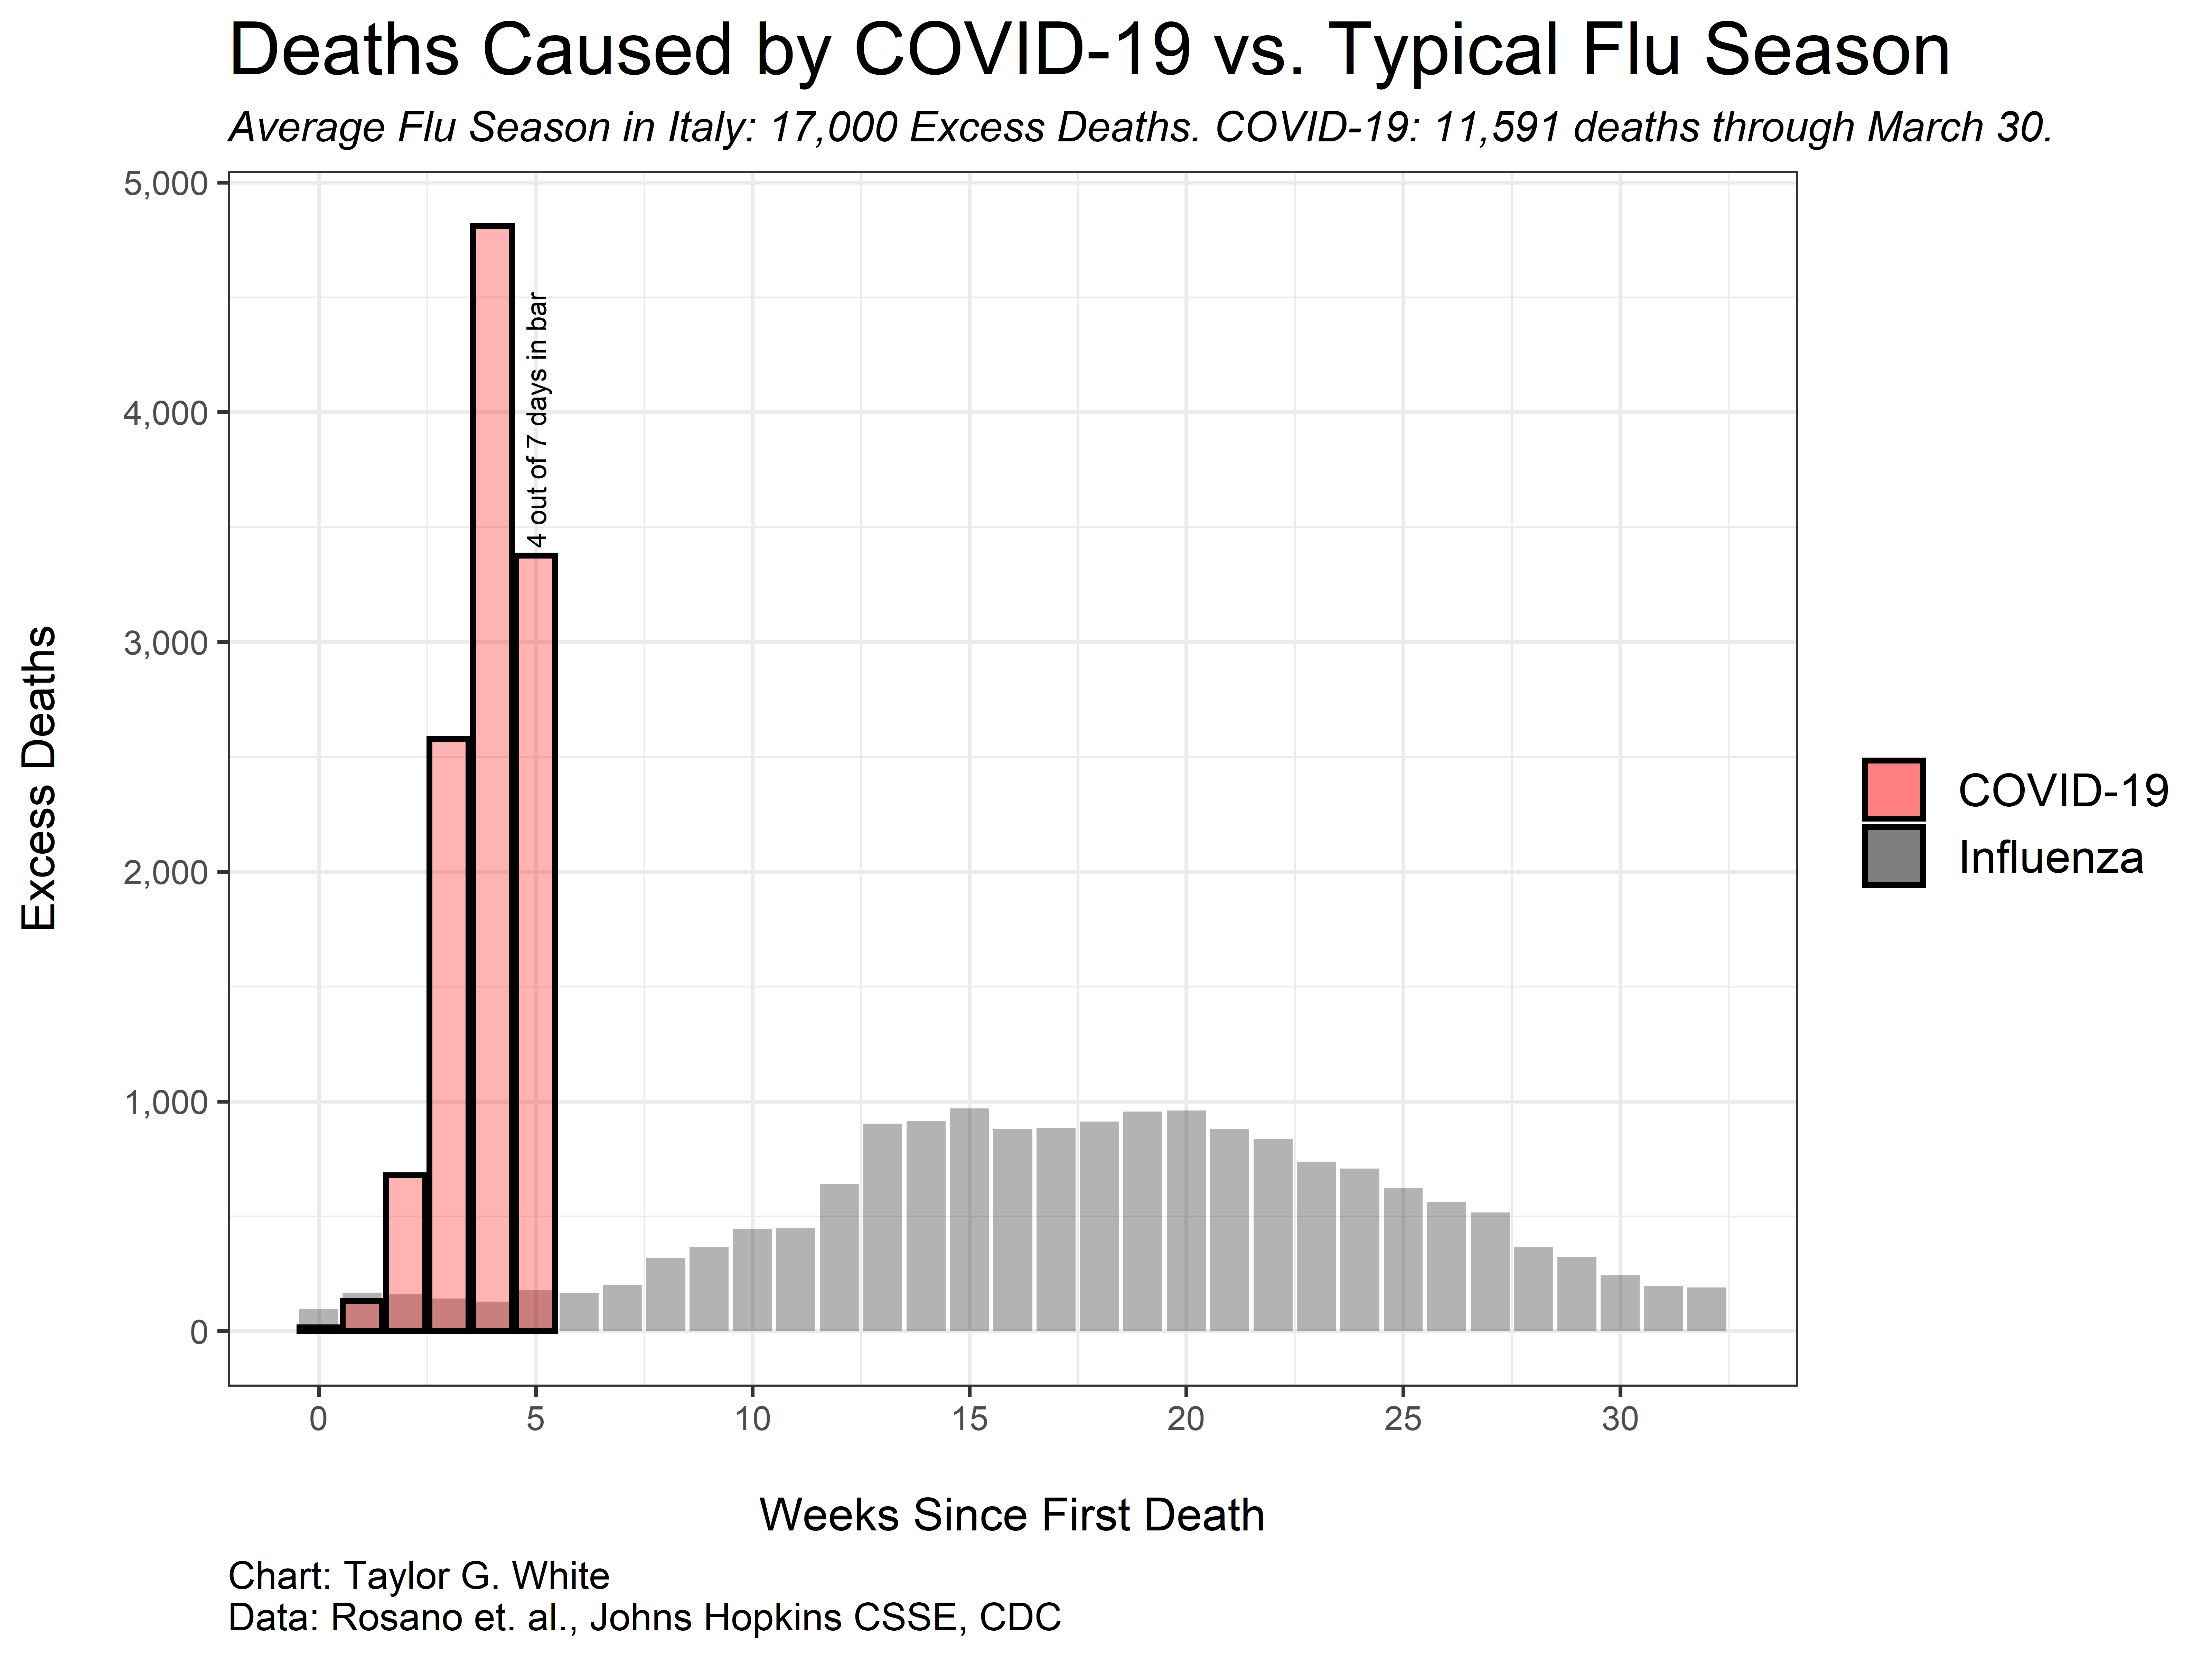 Deaths Caused by COVID-19 vs. Typical Flu Season
Average Flu Season in Italy: 17,000 Excess Deaths. COVID-19: 11,591 deaths through March 30.
Excess Deaths
5,000
4,000
3,000
2,000
1,000
0
4 out of 7 days in bar
COVID-19
Influenza
0 5 10 15 20 25 30
Weeks Since First Death
Chart: Taylor G. White
Data: Rosano et. al., Johns Hopkins CSSE, CDC